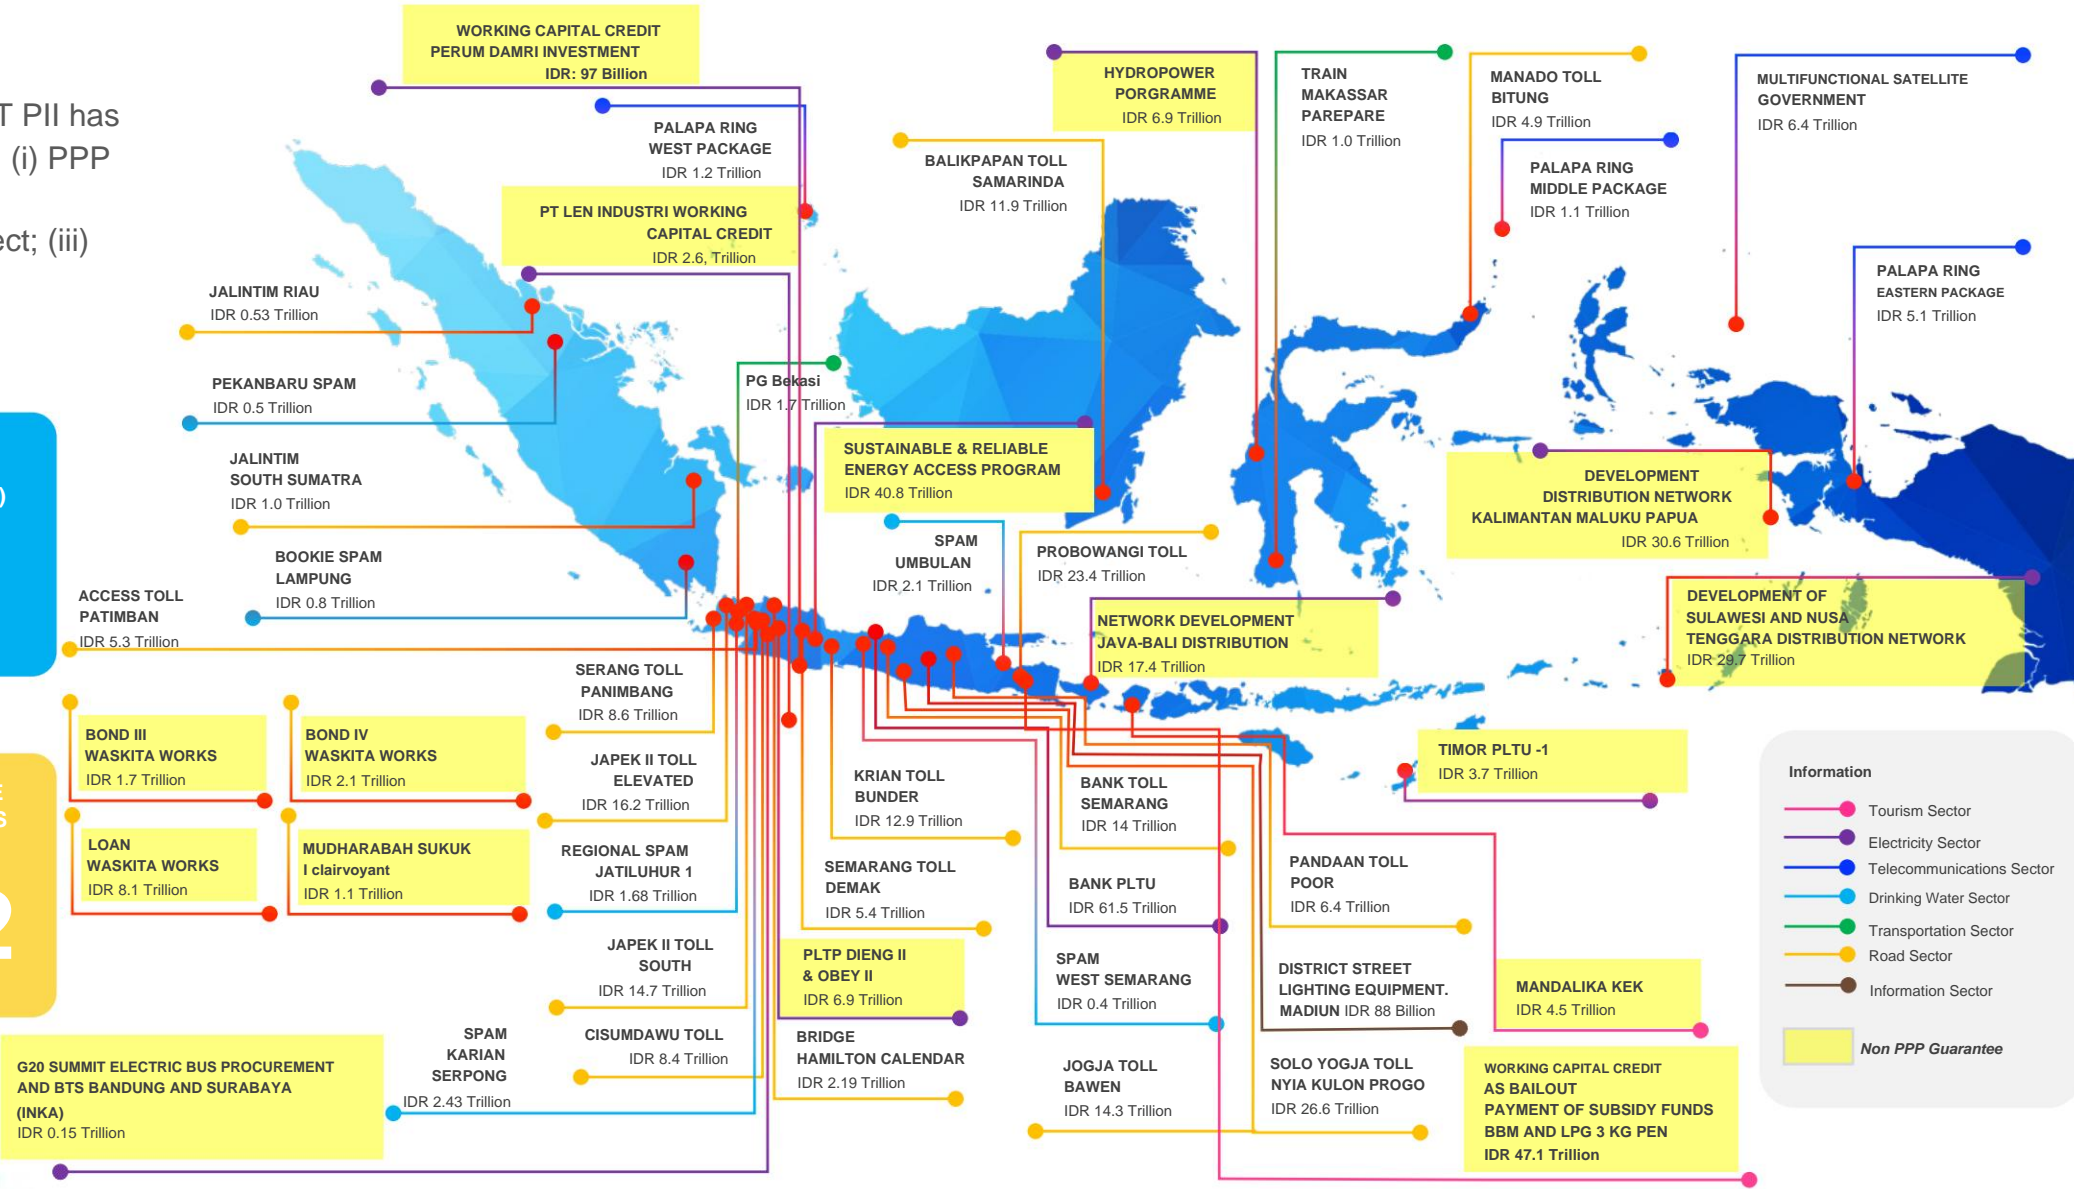 T PII has
(i) PPP
ect; (iii)
)
E
S
2
WORKING CAPITAL CREDIT
PERUM DAMRI INVESTMENT
IDR: 97 Billion
PALAPA RING
WEST PACKAGE
IDR 1.2 Trillion
PT LEN INDUSTRI WORKING
CAPITAL CREDIT
IDR 2.6, Trillion
HYDROPOWER
PORGRAMME
IDR 6.9 Trillion
BALIKPAPAN TOLL
SAMARINDA
IDR 11.9 Trillion
TRAIN
MAKASSAR
PAREPARE
IDR 1.0 Trillion
MANADO TOLL
BITUNG
IDR 4.9 Trillion
PALAPA RING
MIDDLE PACKAGE
IDR 1.1 Trillion
MULTIFUNCTIONAL SATELLITE
GOVERNMENT
IDR 6.4 Trillion
PALAPA RING
EASTERN PACKAGE
IDR 5.1 Trillion
JALINTIM RIAU
IDR 0.53 Trillion
PEKANBARU SPAM
IDR 0.5 Trillion
JALINTIM
SOUTH SUMATRA
IDR 1.0 Trillion
BOOKIE SPAM
LAMPUNG
IDR 0.8 Trillion
ACCESS TOLL
PATIMBAN
IDR 5.3 Trillion
PG Bekasi
IDR 1.7 Trillion
SUSTAINABLE & RELIABLE
ENERGY ACCESS PROGRAM
IDR 40.8 Trillion
SPAM
UMBULAN
IDR 2.1 Trillion
PROBOWANGI TOLL
IDR 23.4 Trillion
NETWORK DEVELOPMENT
JAVA-BALI DISTRIBUTION
IDR 17.4 Trillion
DEVELOPMENT
DISTRIBUTION NETWORK
KALIMANTAN MALUKU PAPUA
IDR 30.6 Trillion
DEVELOPMENT OF
SULAWESI AND NUSA
TENGGARA DISTRIBUTION NETWORK
IDR 29.7 Trillion
BOND III
WASKITA WORKS
IDR 1.7 Trillion
BOND IV
WASKITA WORKS
IDR 2.1 Trillion
LOAN
WASKITA WORKS
IDR 8.1 Trillion
MUDHARABAH SUKUK
I clairvoyant
IDR 1.1 Trillion
SERANG TOLL
PANIMBANG
IDR 8.6 Trillion
JAPEK II TOLL
ELEVATED
IDR 16.2 Trillion
REGIONAL SPAM
JATILUHUR 1
IDR 1.68 Trillion
JAPEK II TOLL
SOUTH
IDR 14.7 Trillion
CISUMDAWU TOLL
IDR 8.4 Trillion
SPAM
KARIAN
SERPONG
IDR 2.43 Trillion
G20 SUMMIT ELECTRIC BUS PROCUREMENT
AND BTS BANDUNG AND SURABAYA
(INKA)
IDR 0.15 Trillion
KRIAN TOLL
BUNDER
IDR 12.9 Trillion
SEMARANG TOLL
DEMAK
IDR 5.4 Trillion
PLTP DIENG II
& OBEY II
IDR 6.9 Trillion
BRIDGE
HAMILTON CALENDAR
IDR 2.19 Trillion
BANK TOLL
SEMARANG
IDR 14 Trillion
BANK PLTU
IDR 61.5 Trillion
SPAM
WEST SEMARANG
IDR 0.4 Trillion
JOGJA TOLL
BAWEN
IDR 14.3 Trillion
PANDAAN TOLL
POOR
IDR 6.4 Trillion
DISTRICT STREET
LIGHTING EQUIPMENT.
MADIUN IDR 88 Billion
SOLO YOGJA TOLL
NYIA KULON PROGO
IDR 26.6 Trillion
TIMOR PLTU -1
IDR 3.7 Trillion
MANDALIKA KEK
IDR 4.5 Trillion
WORKING CAPITAL CREDIT
AS BAILOUT
PAYMENT OF SUBSIDY FUNDS
BBM AND LPG 3 KG PEN
IDR 47.1 Trillion
Information
Tourism Sector
Electricity Sector
Telecommunications Sector
Drinking Water Sector
Transportation Sector
Road Sector
Information Sector
Non PPP Guarantee